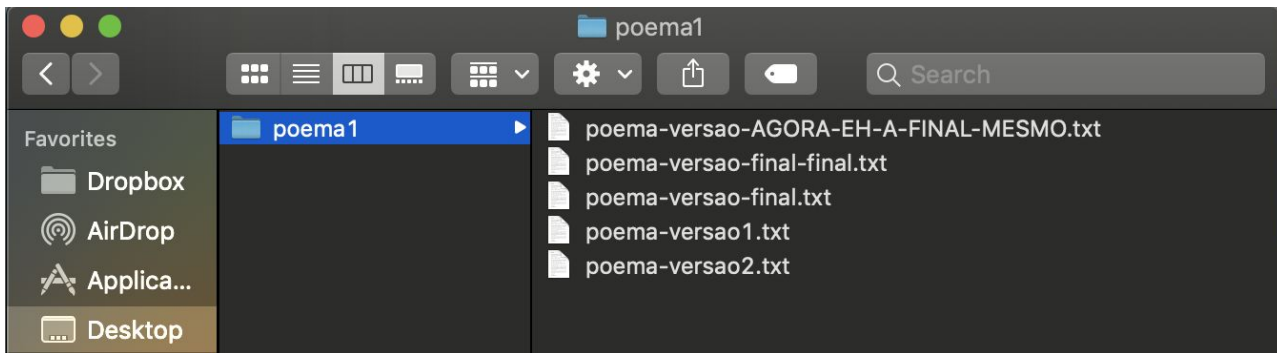 poema1
Search
Favorites
Dropbox
AirDrop
Applica...
Desktop
poema1
poema-versao-AGORA-EH-A-FINAL-MESMO.txt
poema-versao-final-final.txt
poema-versao-final.txt
poema-versao1.txt
poema-versao2.txt